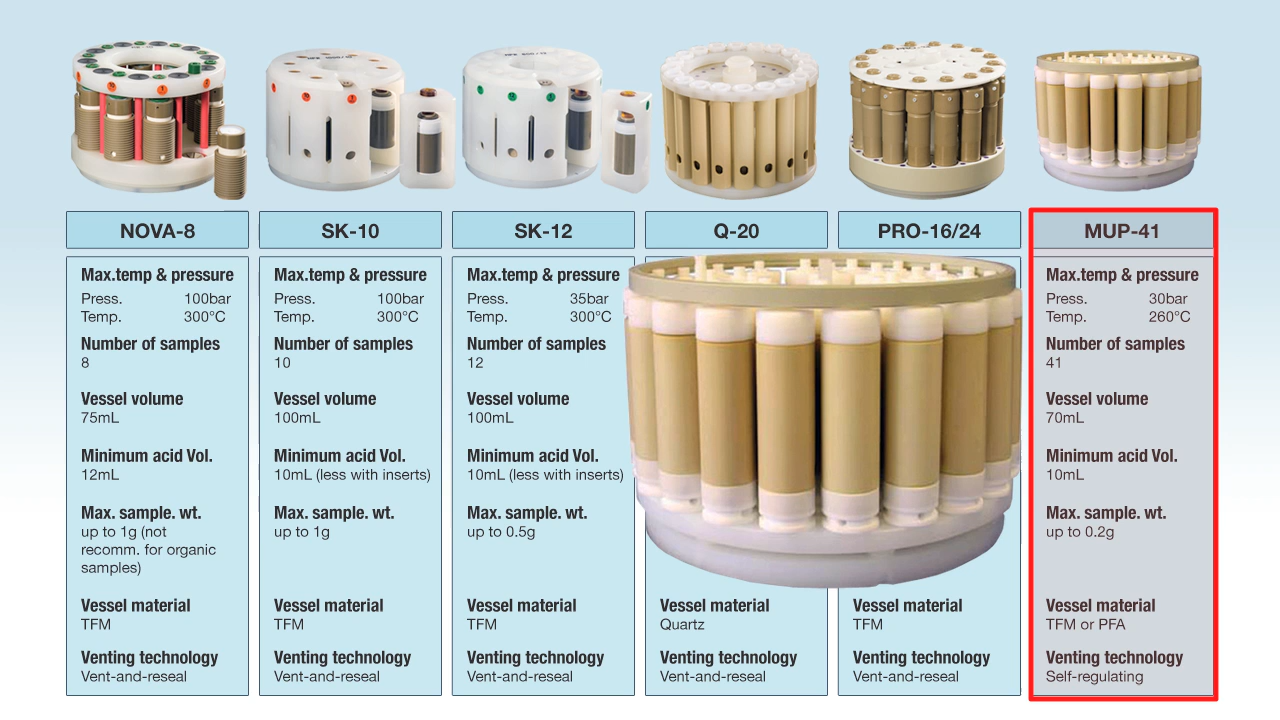 NOVA-8
SK-10
SK-12
Q-20
PRO-16/24
MUP-41
Max.temp & pressure
Press. 100bar
Temp. 300°C
Number of samples
8
Vessel volume
75mL
Minimum acid Vol.
12mL
Max. sample. wt.
up to 1g (not
recomm. for organic
samples)
Vessel material
TFM
Venting technology
Vent-and-reseal
Max.temp & pressure
Press. 100bar
Temp. 300°C
Number of samples
10
Vessel volume
100mL
Minimum acid Vol.
10mL (less with inserts)
Max. sample. wt.
up to 1g
Vessel material
TFM
Venting technology
Vent-and-reseal
Max.temp & pressure
Press. 35bar
Temp. 300°C
Number of samples
12
Vessel volume
100mL
Minimum acid Vol.
10mL (less with inserts)
Max. sample. wt.
up to 0.5g
Vessel material
TFM
Venting technology
Vent-and-reseal
Vessel material
Quartz
Venting technology
Vent-and-reseal
Vessel material
TFM
Venting technology
Vent-and-reseal
Max.temp & pressure
Press. 30bar
Temp. 260°C
Number of samples
41
Vessel volume
70mL
Minimum acid Vol.
10mL
Max. sample. wt.
up to 0.2g
Vessel material
TFM or PFA
Venting technology
Self-regulating